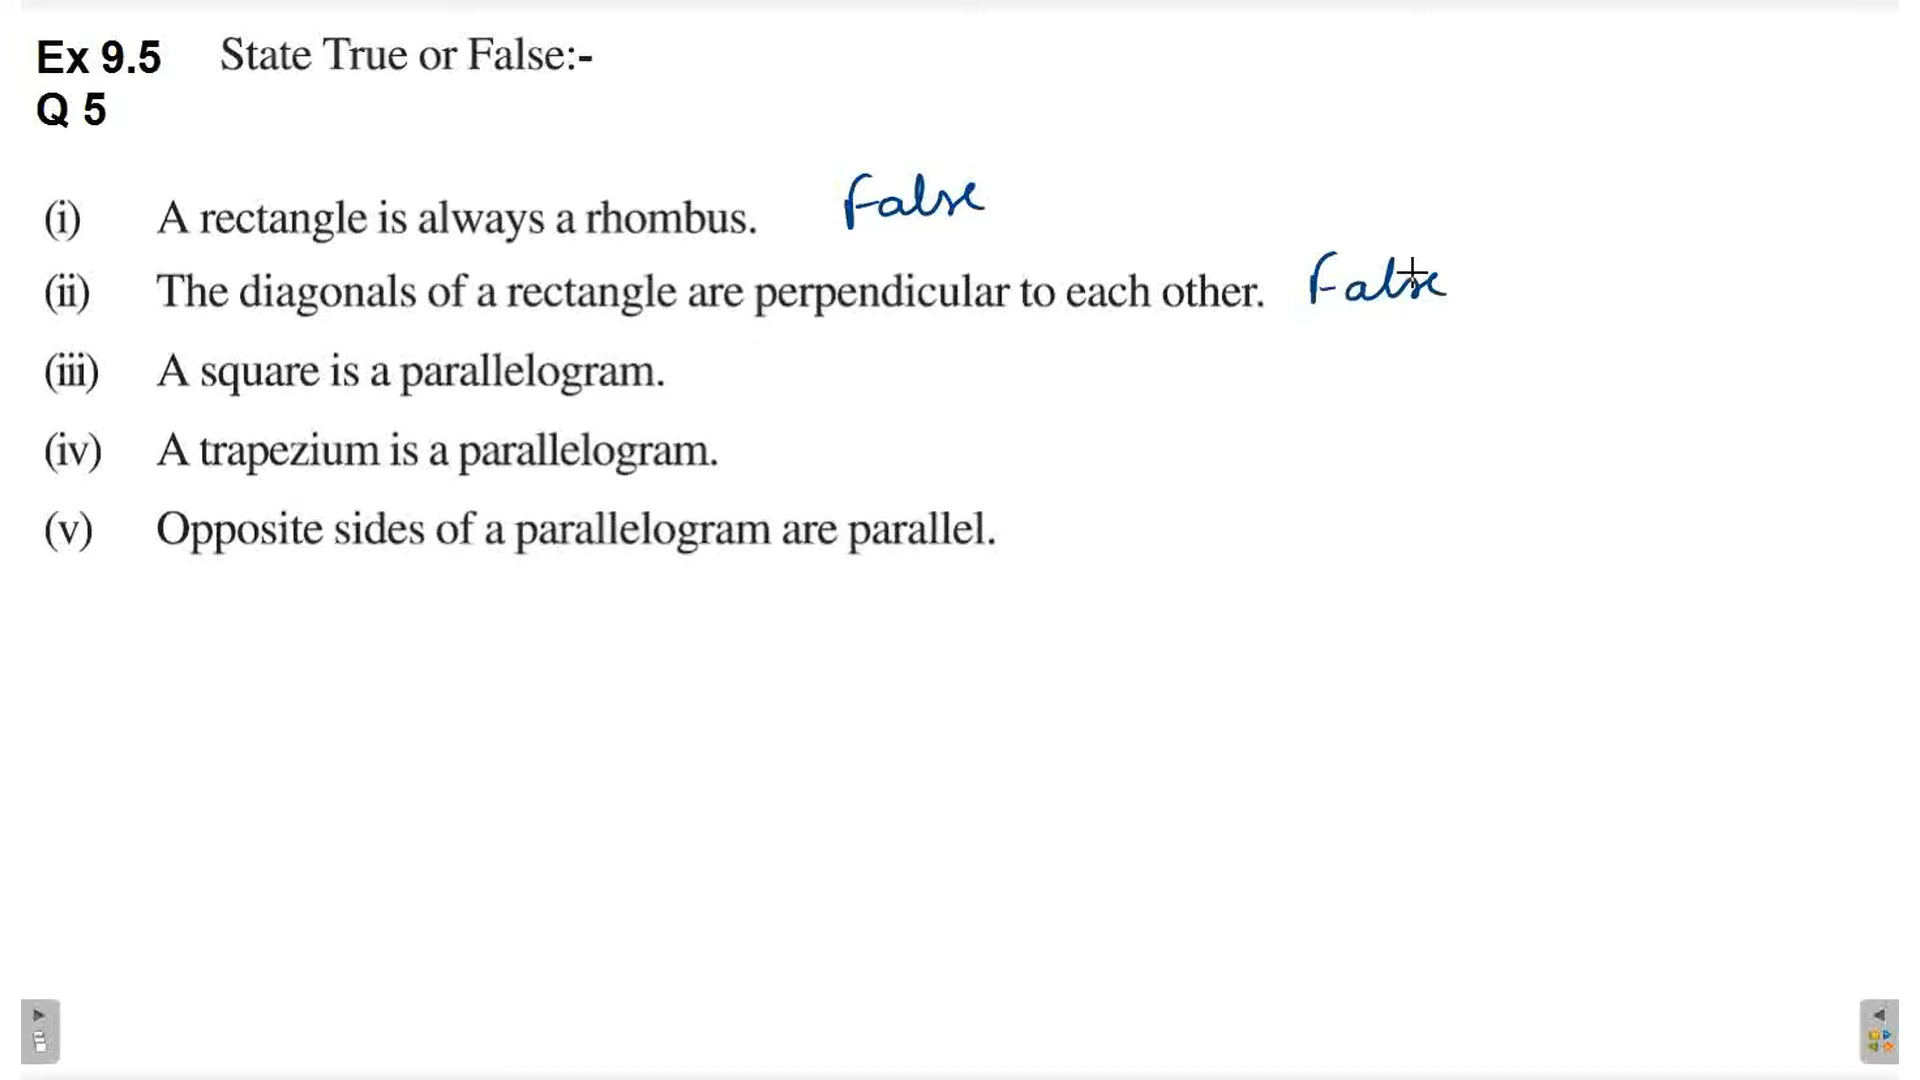 Ex 9.5 State True or False:-
Q 5
(i) A rectangle is always a rhombus. False
(ii) The diagonals of a rectangle are perpendicular to each other. False
(iii) A square is a parallelogram.
(iv) A trapezium is a parallelogram.
(v) Opposite sides of a parallelogram are parallel.